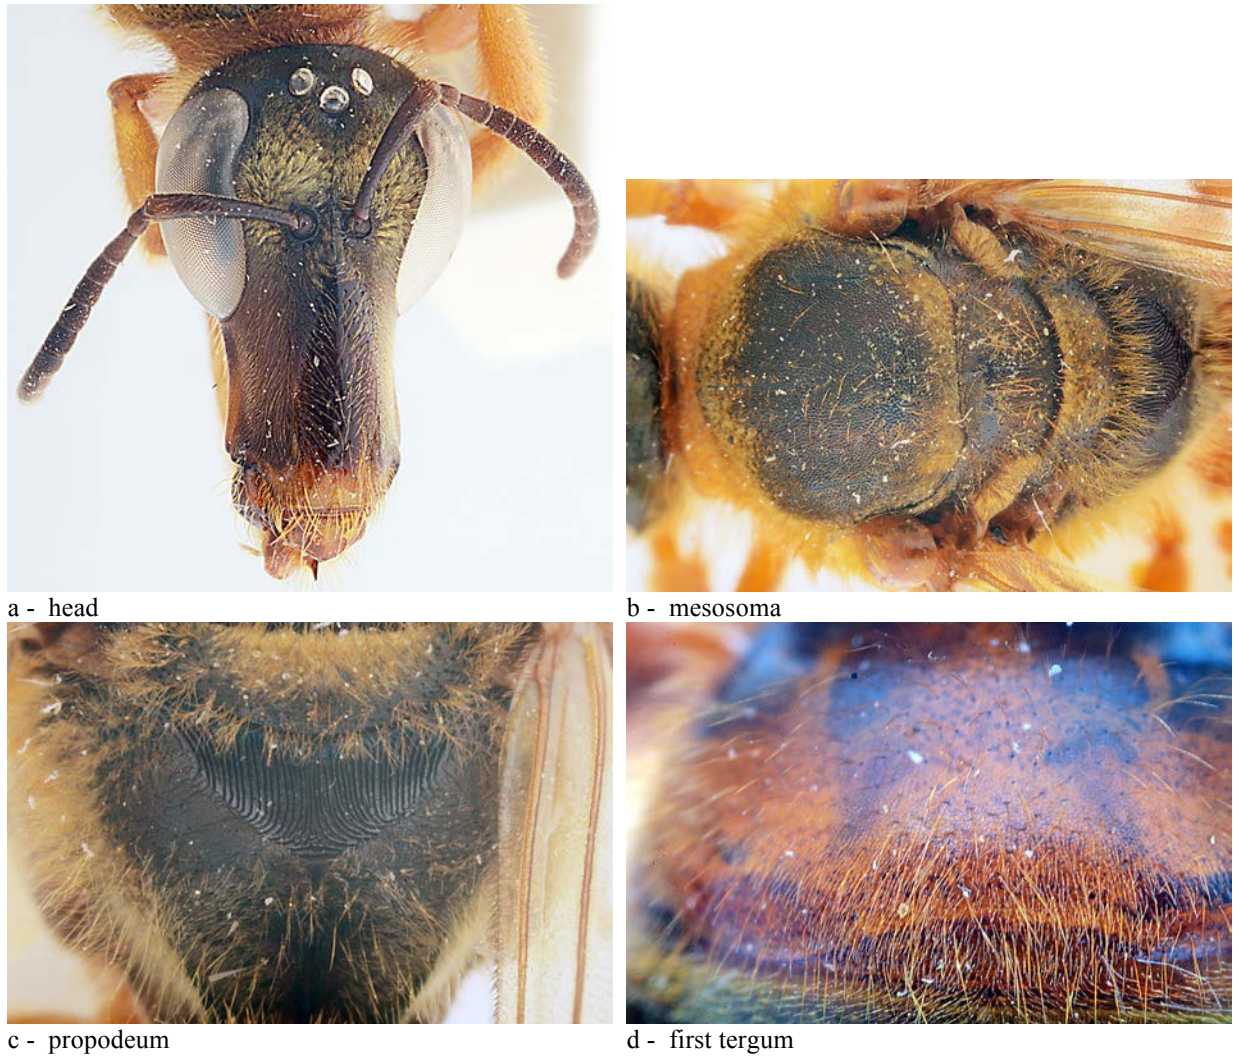 a - head
b - mesosoma
c - propodeum
d - first tergum